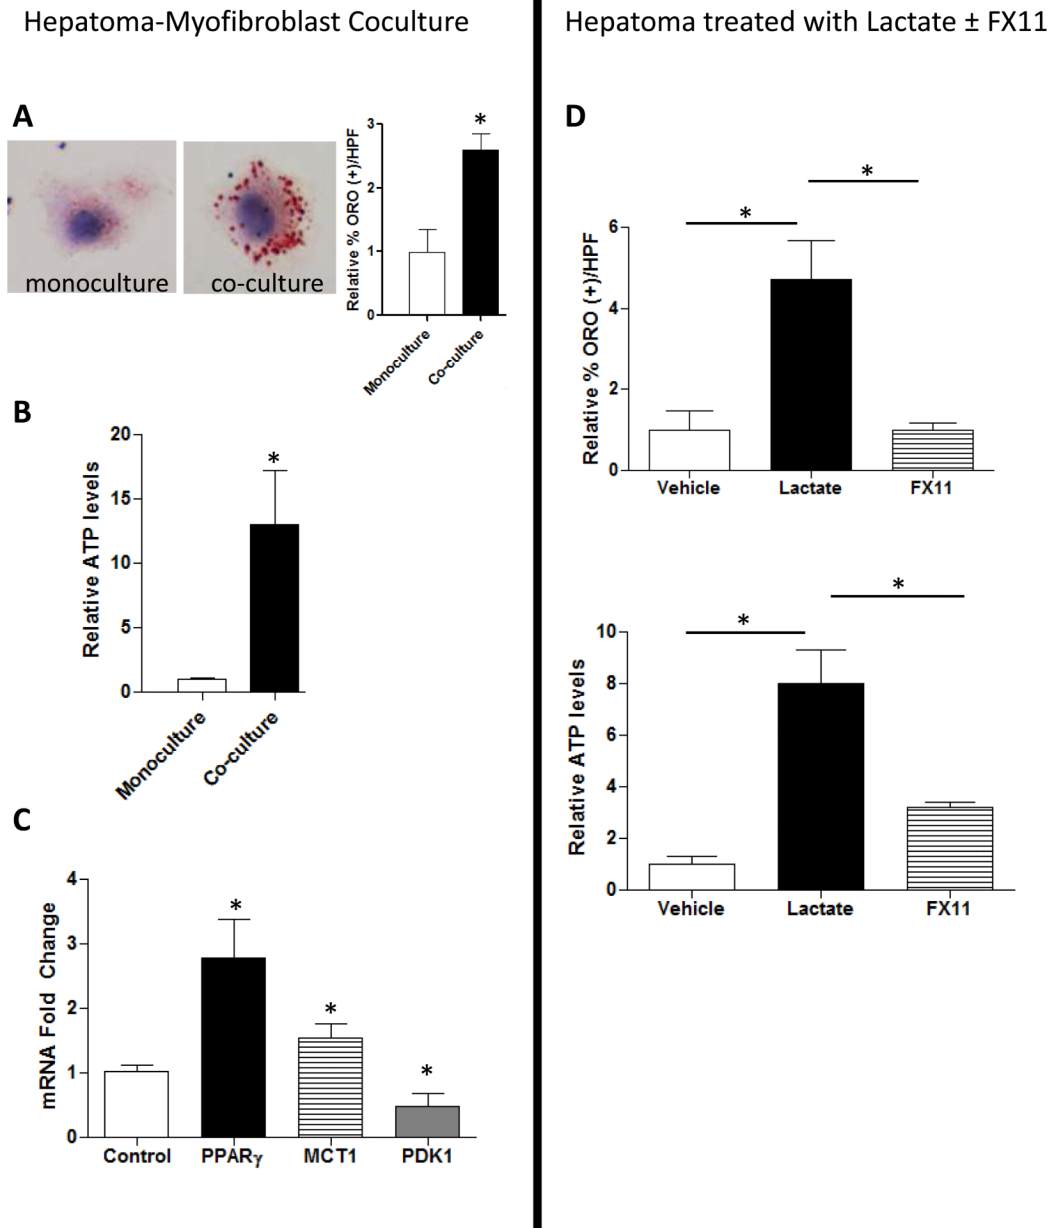 Hepatoma-Myofibroblast Coculture
Hepatoma treated with Lactate ± FX11
A
monoculture
co-culture
Relative % ORO (+)/HPF
3
2
1
0
*
Monoculture
Co-culture
B
Relative ATP levels
20
15
10
5
0
*
Monoculture
Co-culture
C
mRNA Fold Change
4
3
2
1
0
*
*
*
Control
PPARγ
MCT1
PDK1
D
Relative % ORO (+)/HPF
6
4
2
0
*
*
Vehicle
Lactate
FX11
Relative ATP levels
10
8
6
4
2
0
*
*
Vehicle
Lactate
FX11